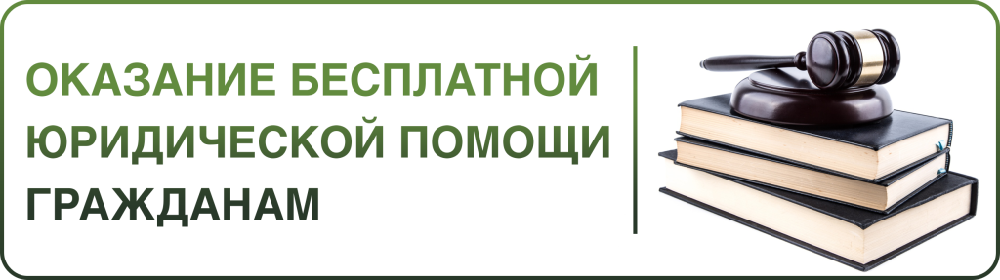 ОКАЗАНИЕ БЕСПЛАТНОЙ
ЮРИДИЧЕСКОЙ ПОМОЩИ
ГРАЖДАНАМ